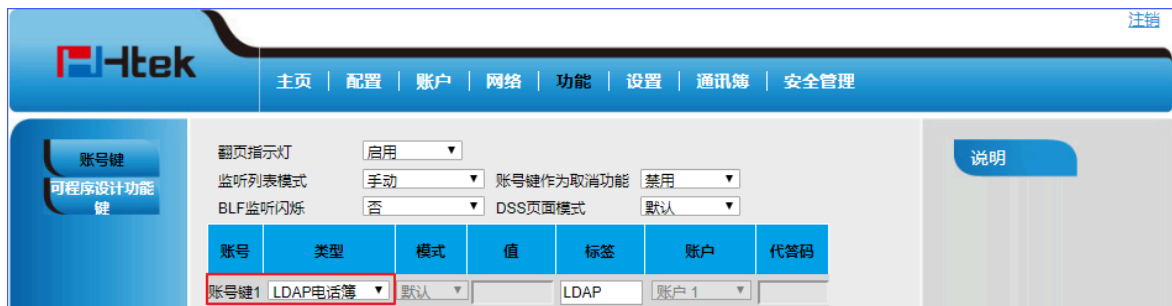 注销
Htek
主页 | 配置 | 账户 | 网络 | 功能 | 设置 | 通讯簿 | 安全管理
账号键
可程序设计功能
键
翻页指示灯 启用
监听列表模式 手动 账号键作为取消功能 禁用
BLF监听闪烁 否 DSS页面模式 默认
说明
账号 类型 模式 值 标签 账户 代答码
账号键1 LDAP电话簿 默认 LDAP 账户 1